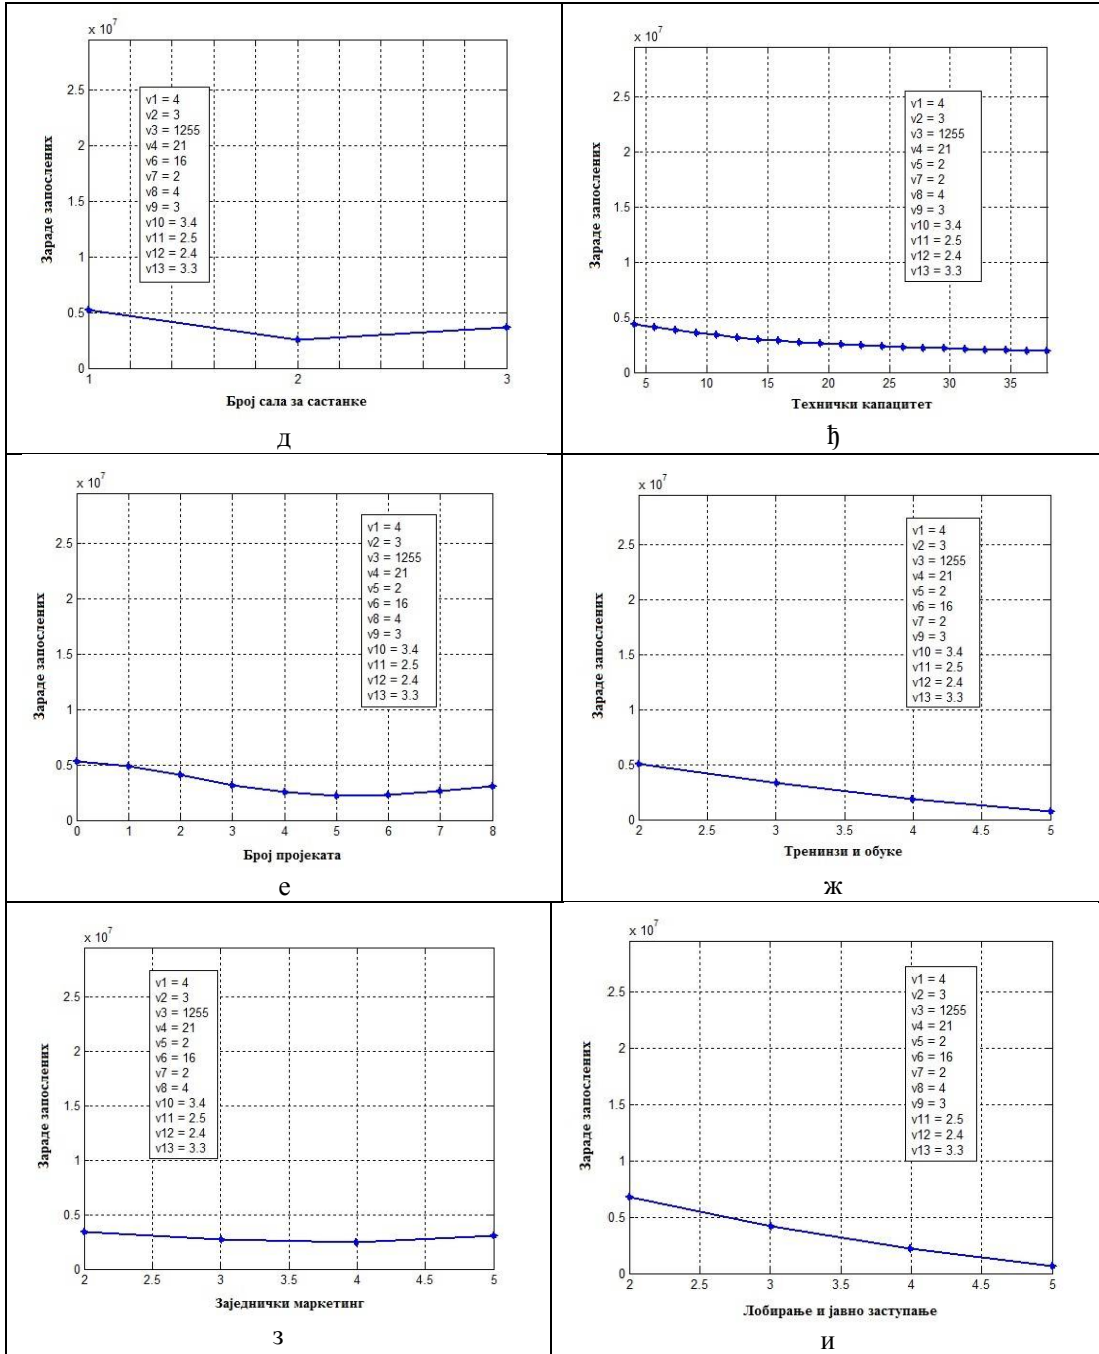 x 10^7
2.5
2
1.5
1
0.5
0
Зараде запослених
v1 = 4
v2 = 3
v3 = 1255
v4 = 21
v6 = 16
v7 = 2
v8 = 4
v9 = 3
v10 = 3.4
v11 = 2.5
v12 = 2.4
v13 = 3.3
1 2 3
Број сала за састанке
д
x 10^7
2.5
2
1.5
1
0.5
0
Зараде запослених
v1 = 4
v2 = 3
v3 = 1255
v4 = 21
v5 = 2
v7 = 2
v8 = 4
v9 = 3
v10 = 3.4
v11 = 2.5
v12 = 2.4
v13 = 3.3
5 10 15 20 25 30 35
Технички капацитет
ђ
x 10^7
2.5
2
1.5
1
0.5
0
Зараде запослених
v1 = 4
v2 = 3
v3 = 1255
v4 = 21
v5 = 2
v6 = 16
v8 = 4
v9 = 3
v10 = 3.4
v11 = 2.5
v12 = 2.4
v13 = 3.3
0 1 2 3 4 5 6 7 8
Број пројеката
е
x 10^7
2.5
2
1.5
1
0.5
0
Зараде запослених
v1 = 4
v2 = 3
v3 = 1255
v4 = 21
v5 = 2
v6 = 16
v7 = 2
v9 = 3
v10 = 3.4
v11 = 2.5
v12 = 2.4
v13 = 3.3
2 2.5 3 3.5 4 4.5 5
Тренинзи и обуке
ж
x 10^7
2.5
2
1.5
1
0.5
0
Зараде запослених
v1 = 4
v2 = 3
v3 = 1255
v4 = 21
v5 = 2
v6 = 16
v7 = 2
v8 = 4
v10 = 3.4
v11 = 2.5
v12 = 2.4
v13 = 3.3
2 2.5 3 3.5 4 4.5 5
Заједнички маркетинг
з
x 10^7
2.5
2
1.5
1
0.5
0
Зараде запослених
v1 = 4
v2 = 3
v3 = 1255
v4 = 21
v5 = 2
v6 = 16
v7 = 2
v8 = 4
v9 = 3
v11 = 2.5
v12 = 2.4
v13 = 3.3
2 2.5 3 3.5 4 4.5 5
Лобирање и јавно заступање
и